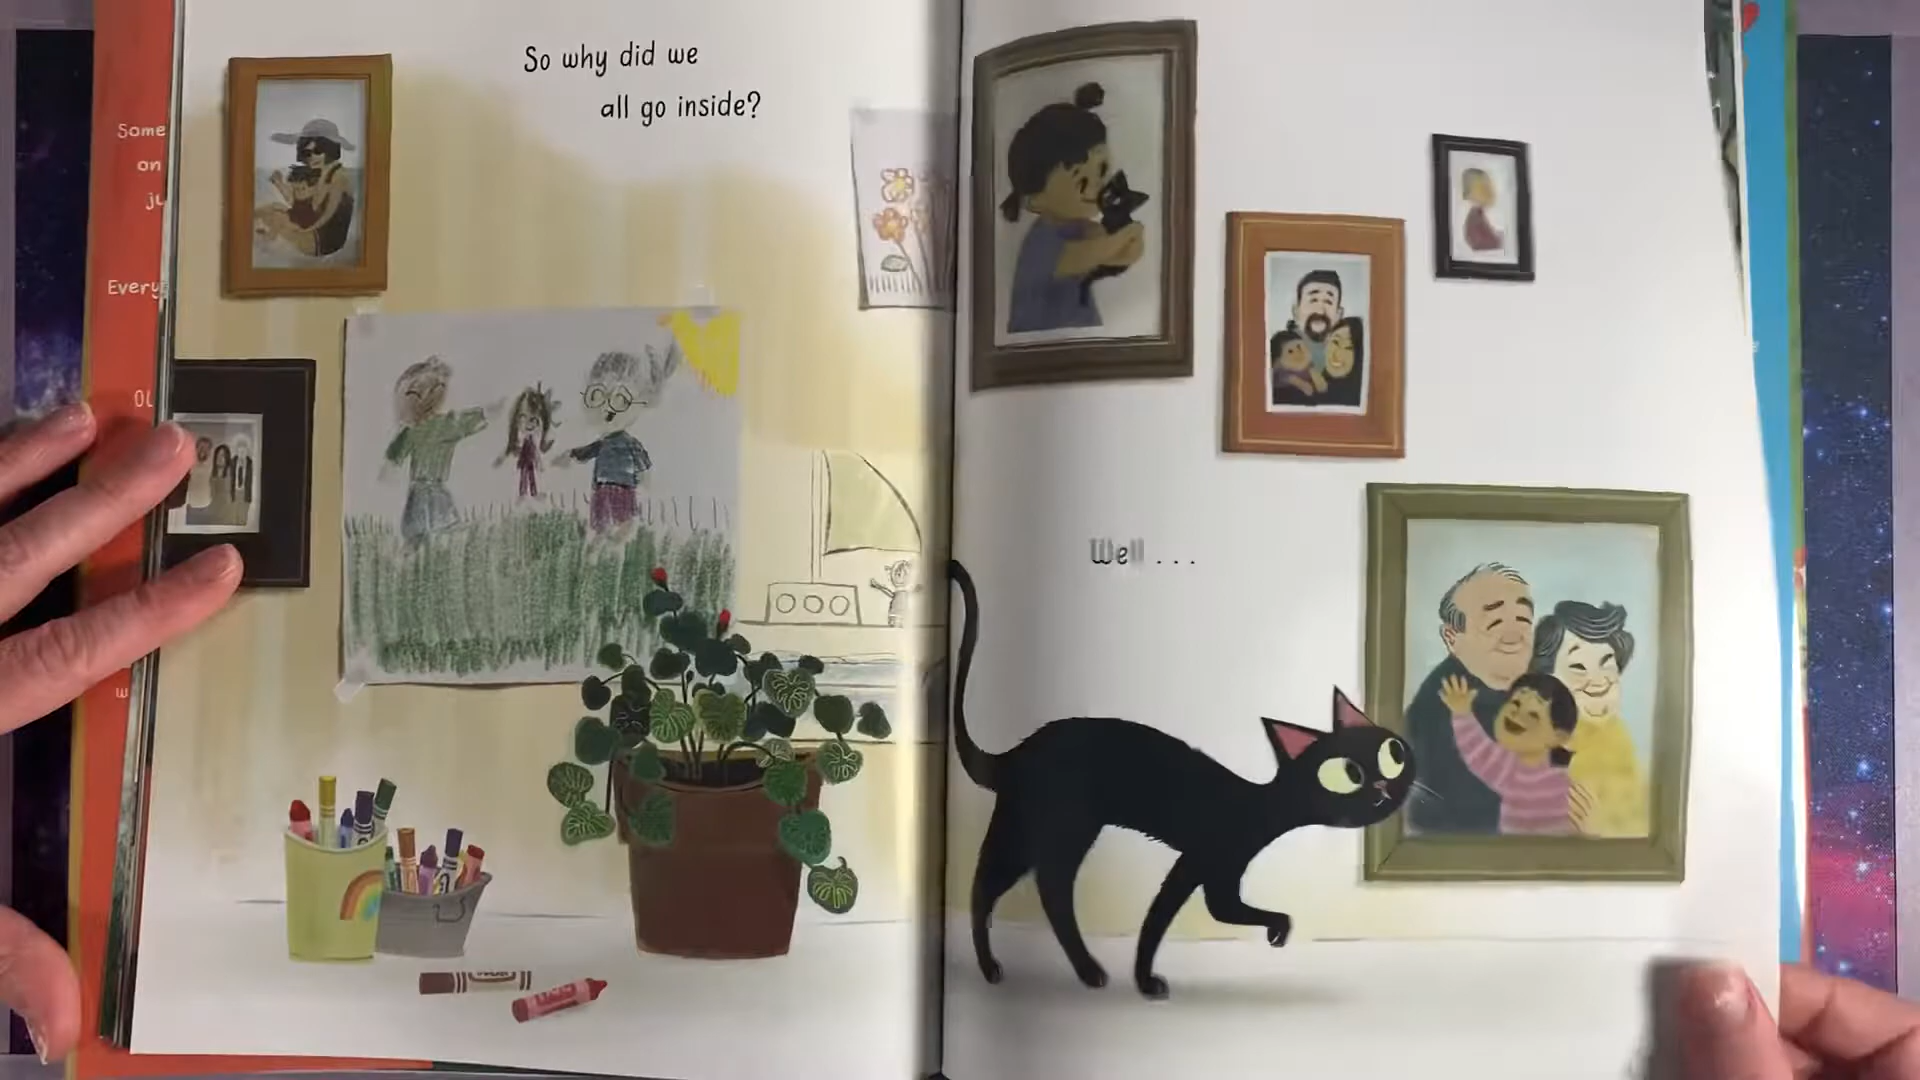 So why did we
all go inside?
Well . . .
Some
on
Every